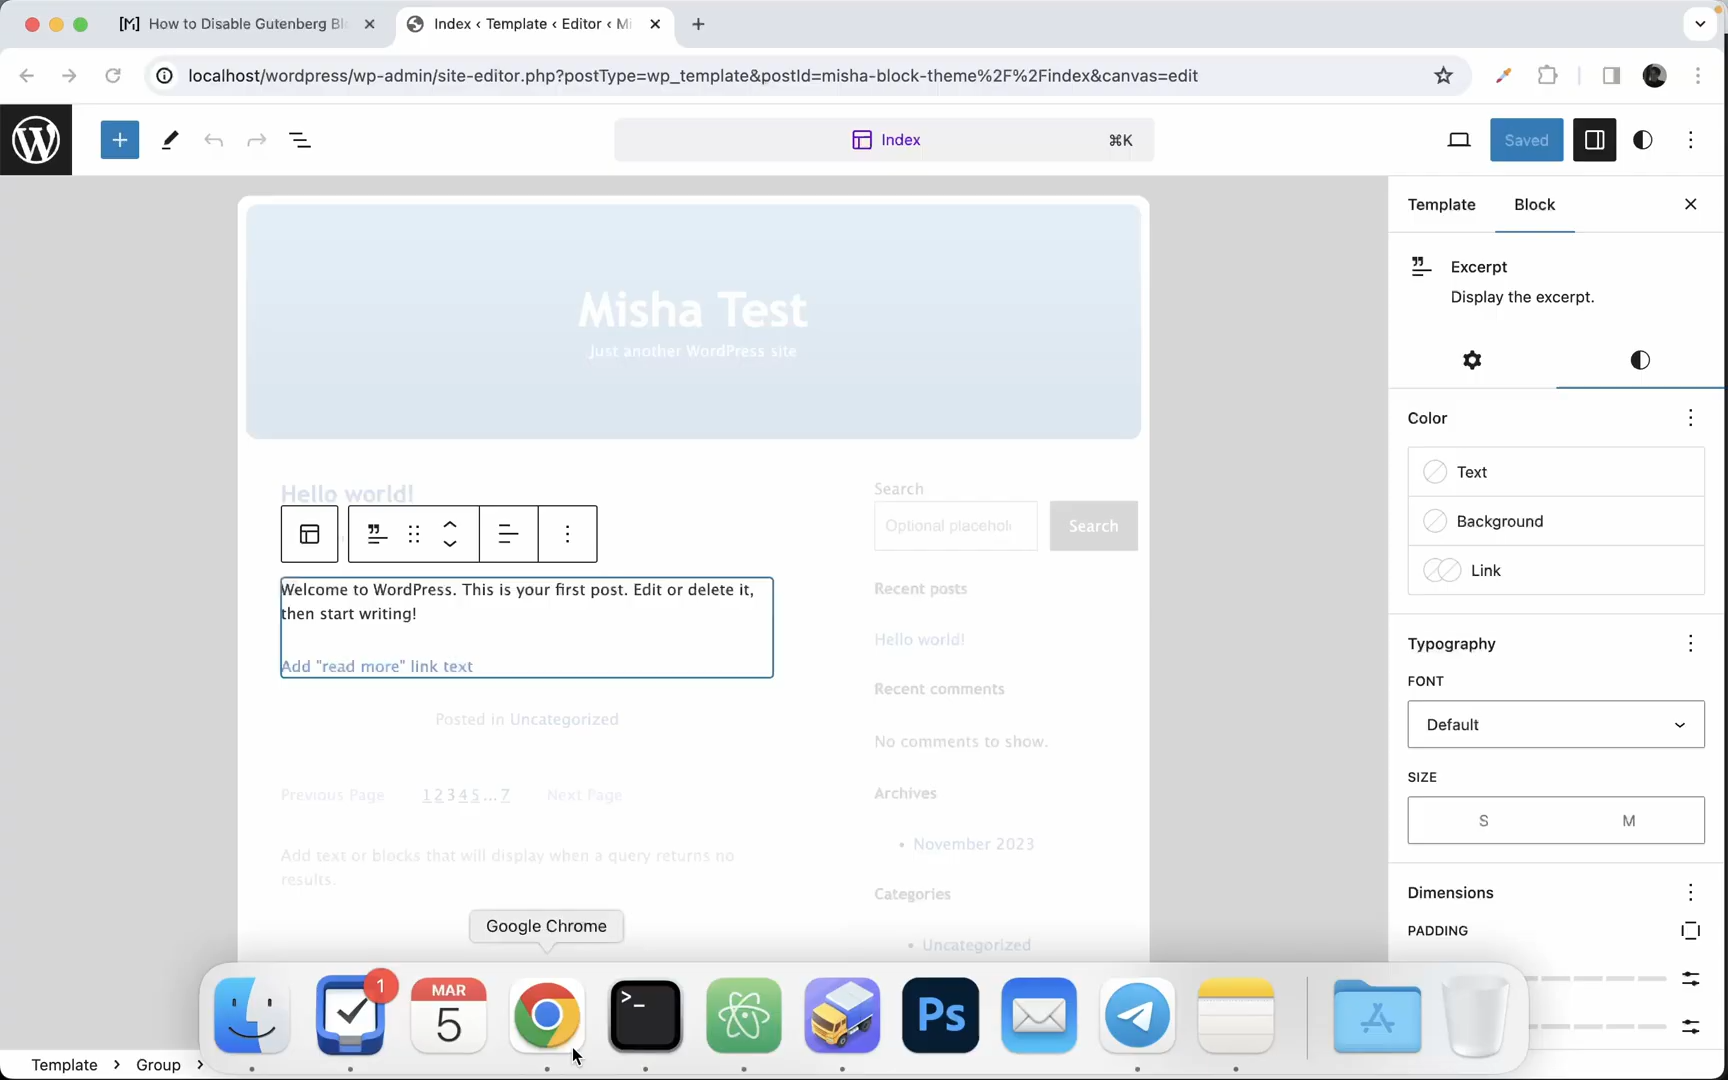 [M] How to Disable Gutenberg Bl
Index ‹ Template ‹ Editor ‹ Mi
localhost/wordpress/wp-admin/site-editor.php?postType=wp_template&postId=misha-block-theme%2F%2Findex&canvas=edit
Index
⌘K
Saved
Misha Test
Just another WordPress site
Hello world!
Welcome to WordPress. This is your first post. Edit or delete it,
then start writing!
Add "read more" link text
Posted in Uncategorized
Previous Page 1 2 3 4 5 ... 7 Next Page
Add text or blocks that will display when a query returns no
results.
Search
Optional placehol
Search
Recent posts
Hello world!
Recent comments
No comments to show.
Archives
• November 2023
Categories
• Uncategorized
Template
Block
Excerpt
Display the excerpt.
Color
Text
Background
Link
Typography
FONT
Default
SIZE
S M
Dimensions
PADDING
Google Chrome
1
MAR
5
>_
Ps
Template › Group ›